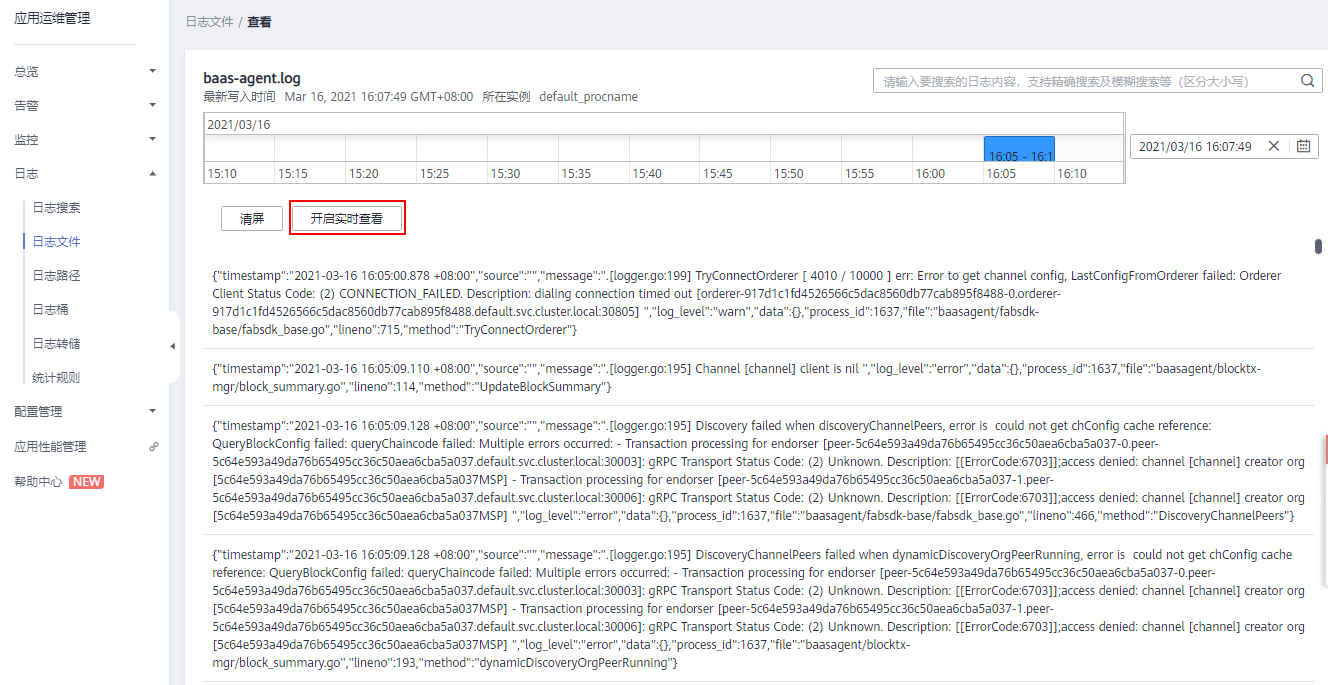 应用运维管理
总览
告警
监控
日志
日志搜索
日志文件
日志路径
日志桶
日志转储
统计规则
配置管理
应用性能管理
帮助中心 NEW
日志文件 / 查看
baas-agent.log
最新写入时间 Mar 16, 2021 16:07:49 GMT+08:00 所在实例 default_procname
请输入要搜索的日志内容，支持精确搜索及模糊搜索等（区分大小写）
2021/03/16
16:05 - 16:1
15:10 15:15 15:20 15:25 15:30 15:35 15:40 15:45 15:50 15:55 16:00 16:05 16:10
2021/03/16 16:07:49
清屏 开启实时查看
{"timestamp":"2021-03-16 16:05:00.878 +08:00","source":"","message":".[logger.go:199] TryConnectOrderer [ 4010 / 10000 ] err: Error to get channel config, LastConfigFromOrderer failed: Orderer
Client Status Code: (2) CONNECTION_FAILED. Description: dialing connection timed out [orderer-917d1c1fd4526566c5dac8560db77cab895f8488-0.orderer-
917d1c1fd4526566c5dac8560db77cab895f8488.default.svc.cluster.local:30805] ","log_level":"warn","data":{},"process_id":1637,"file":"baasagent/fabsdk-
base/fabsdk_base.go","lineno":715,"method":"TryConnectOrderer"}
{"timestamp":"2021-03-16 16:05:09.110 +08:00","source":"","message":".[logger.go:195] Channel [channel] client is nil ","log_level":"error","data":{},"process_id":1637,"file":"baasagent/blocktx-
mgr/block_summary.go","lineno":114,"method":"UpdateBlockSummary"}
{"timestamp":"2021-03-16 16:05:09.128 +08:00","source":"","message":".[logger.go:195] Discovery failed when discoveryChannelPeers, error is  could not get chConfig cache reference:
QueryBlockConfig failed: queryChaincode failed: Multiple errors occurred: - Transaction processing for endorser [peer-5c64e593a49da76b65495cc36c50aea6cba5a037-0.peer-
5c64e593a49da76b65495cc36c50aea6cba5a037.default.svc.cluster.local:30003]: gRPC Transport Status Code: (2) Unknown. Description: [[ErrorCode:6703]];access denied: channel [channel] creator org
[5c64e593a49da76b65495cc36c50aea6cba5a037MSP] - Transaction processing for endorser [peer-5c64e593a49da76b65495cc36c50aea6cba5a037-1.peer-
5c64e593a49da76b65495cc36c50aea6cba5a037.default.svc.cluster.local:30006]: gRPC Transport Status Code: (2) Unknown. Description: [[ErrorCode:6703]];access denied: channel [channel] creator org
[5c64e593a49da76b65495cc36c50aea6cba5a037MSP] ","log_level":"error","data":{},"process_id":1637,"file":"baasagent/fabsdk-base/fabsdk_base.go","lineno":466,"method":"DiscoveryChannelPeers"}
{"timestamp":"2021-03-16 16:05:09.128 +08:00","source":"","message":".[logger.go:195] DiscoveryChannelPeers failed when dynamicDiscoveryOrgPeerRunning, error is  could not get chConfig cache
reference: QueryBlockConfig failed: queryChaincode failed: Multiple errors occurred: - Transaction processing for endorser [peer-5c64e593a49da76b65495cc36c50aea6cba5a037-0.peer-
5c64e593a49da76b65495cc36c50aea6cba5a037.default.svc.cluster.local:30003]: gRPC Transport Status Code: (2) Unknown. Description: [[ErrorCode:6703]];access denied: channel [channel] creator org
[5c64e593a49da76b65495cc36c50aea6cba5a037MSP] - Transaction processing for endorser [peer-5c64e593a49da76b65495cc36c50aea6cba5a037-1.peer-
5c64e593a49da76b65495cc36c50aea6cba5a037.default.svc.cluster.local:30006]: gRPC Transport Status Code: (2) Unknown. Description: [[ErrorCode:6703]];access denied: channel [channel] creator org
[5c64e593a49da76b65495cc36c50aea6cba5a037MSP] ","log_level":"error","data":{},"process_id":1637,"file":"baasagent/blocktx-
mgr/block_summary.go","lineno":193,"method":"dynamicDiscoveryOrgPeerRunning"}